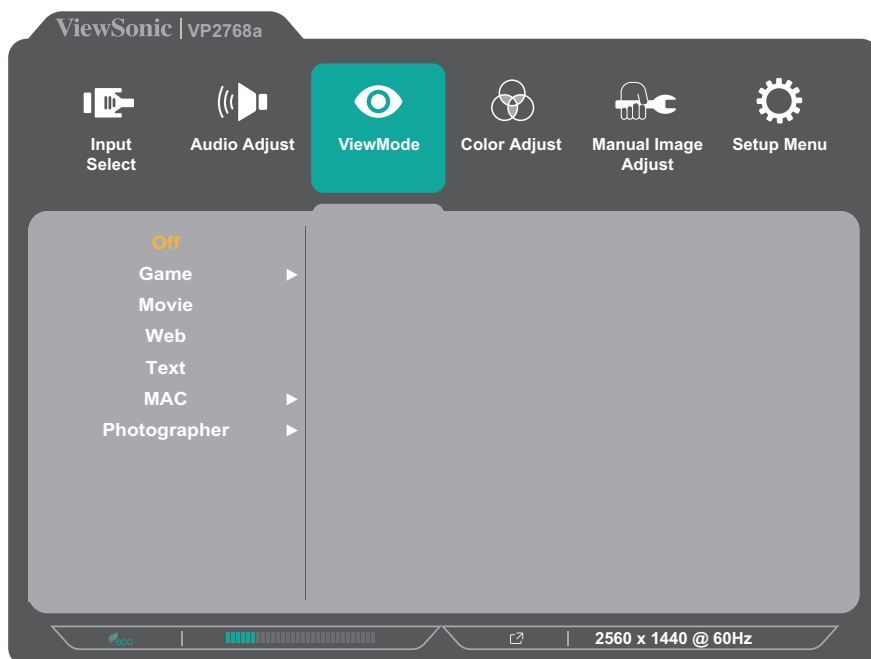 ViewSonic | VP2768a
Input
Select
Audio Adjust
ViewMode
Color Adjust
Manual Image
Adjust
Setup Menu
Off
Game
Movie
Web
Text
MAC
Photographer
eco
2560 x 1440 @ 60Hz